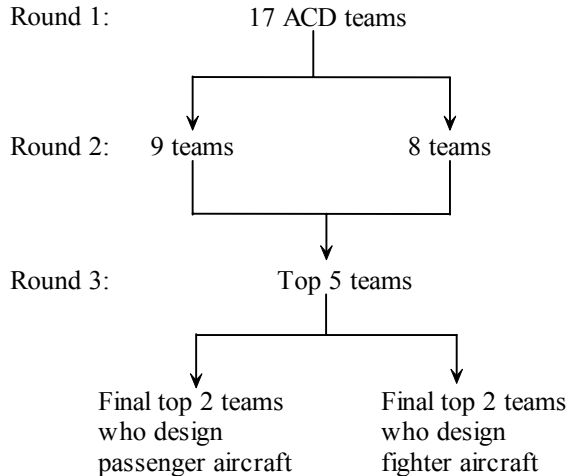 Round 1: 17 ACD teams
Round 2: 9 teams 8 teams
Round 3: Top 5 teams
Final top 2 teams
who design
passenger aircraft
Final top 2 teams
who design
fighter aircraft